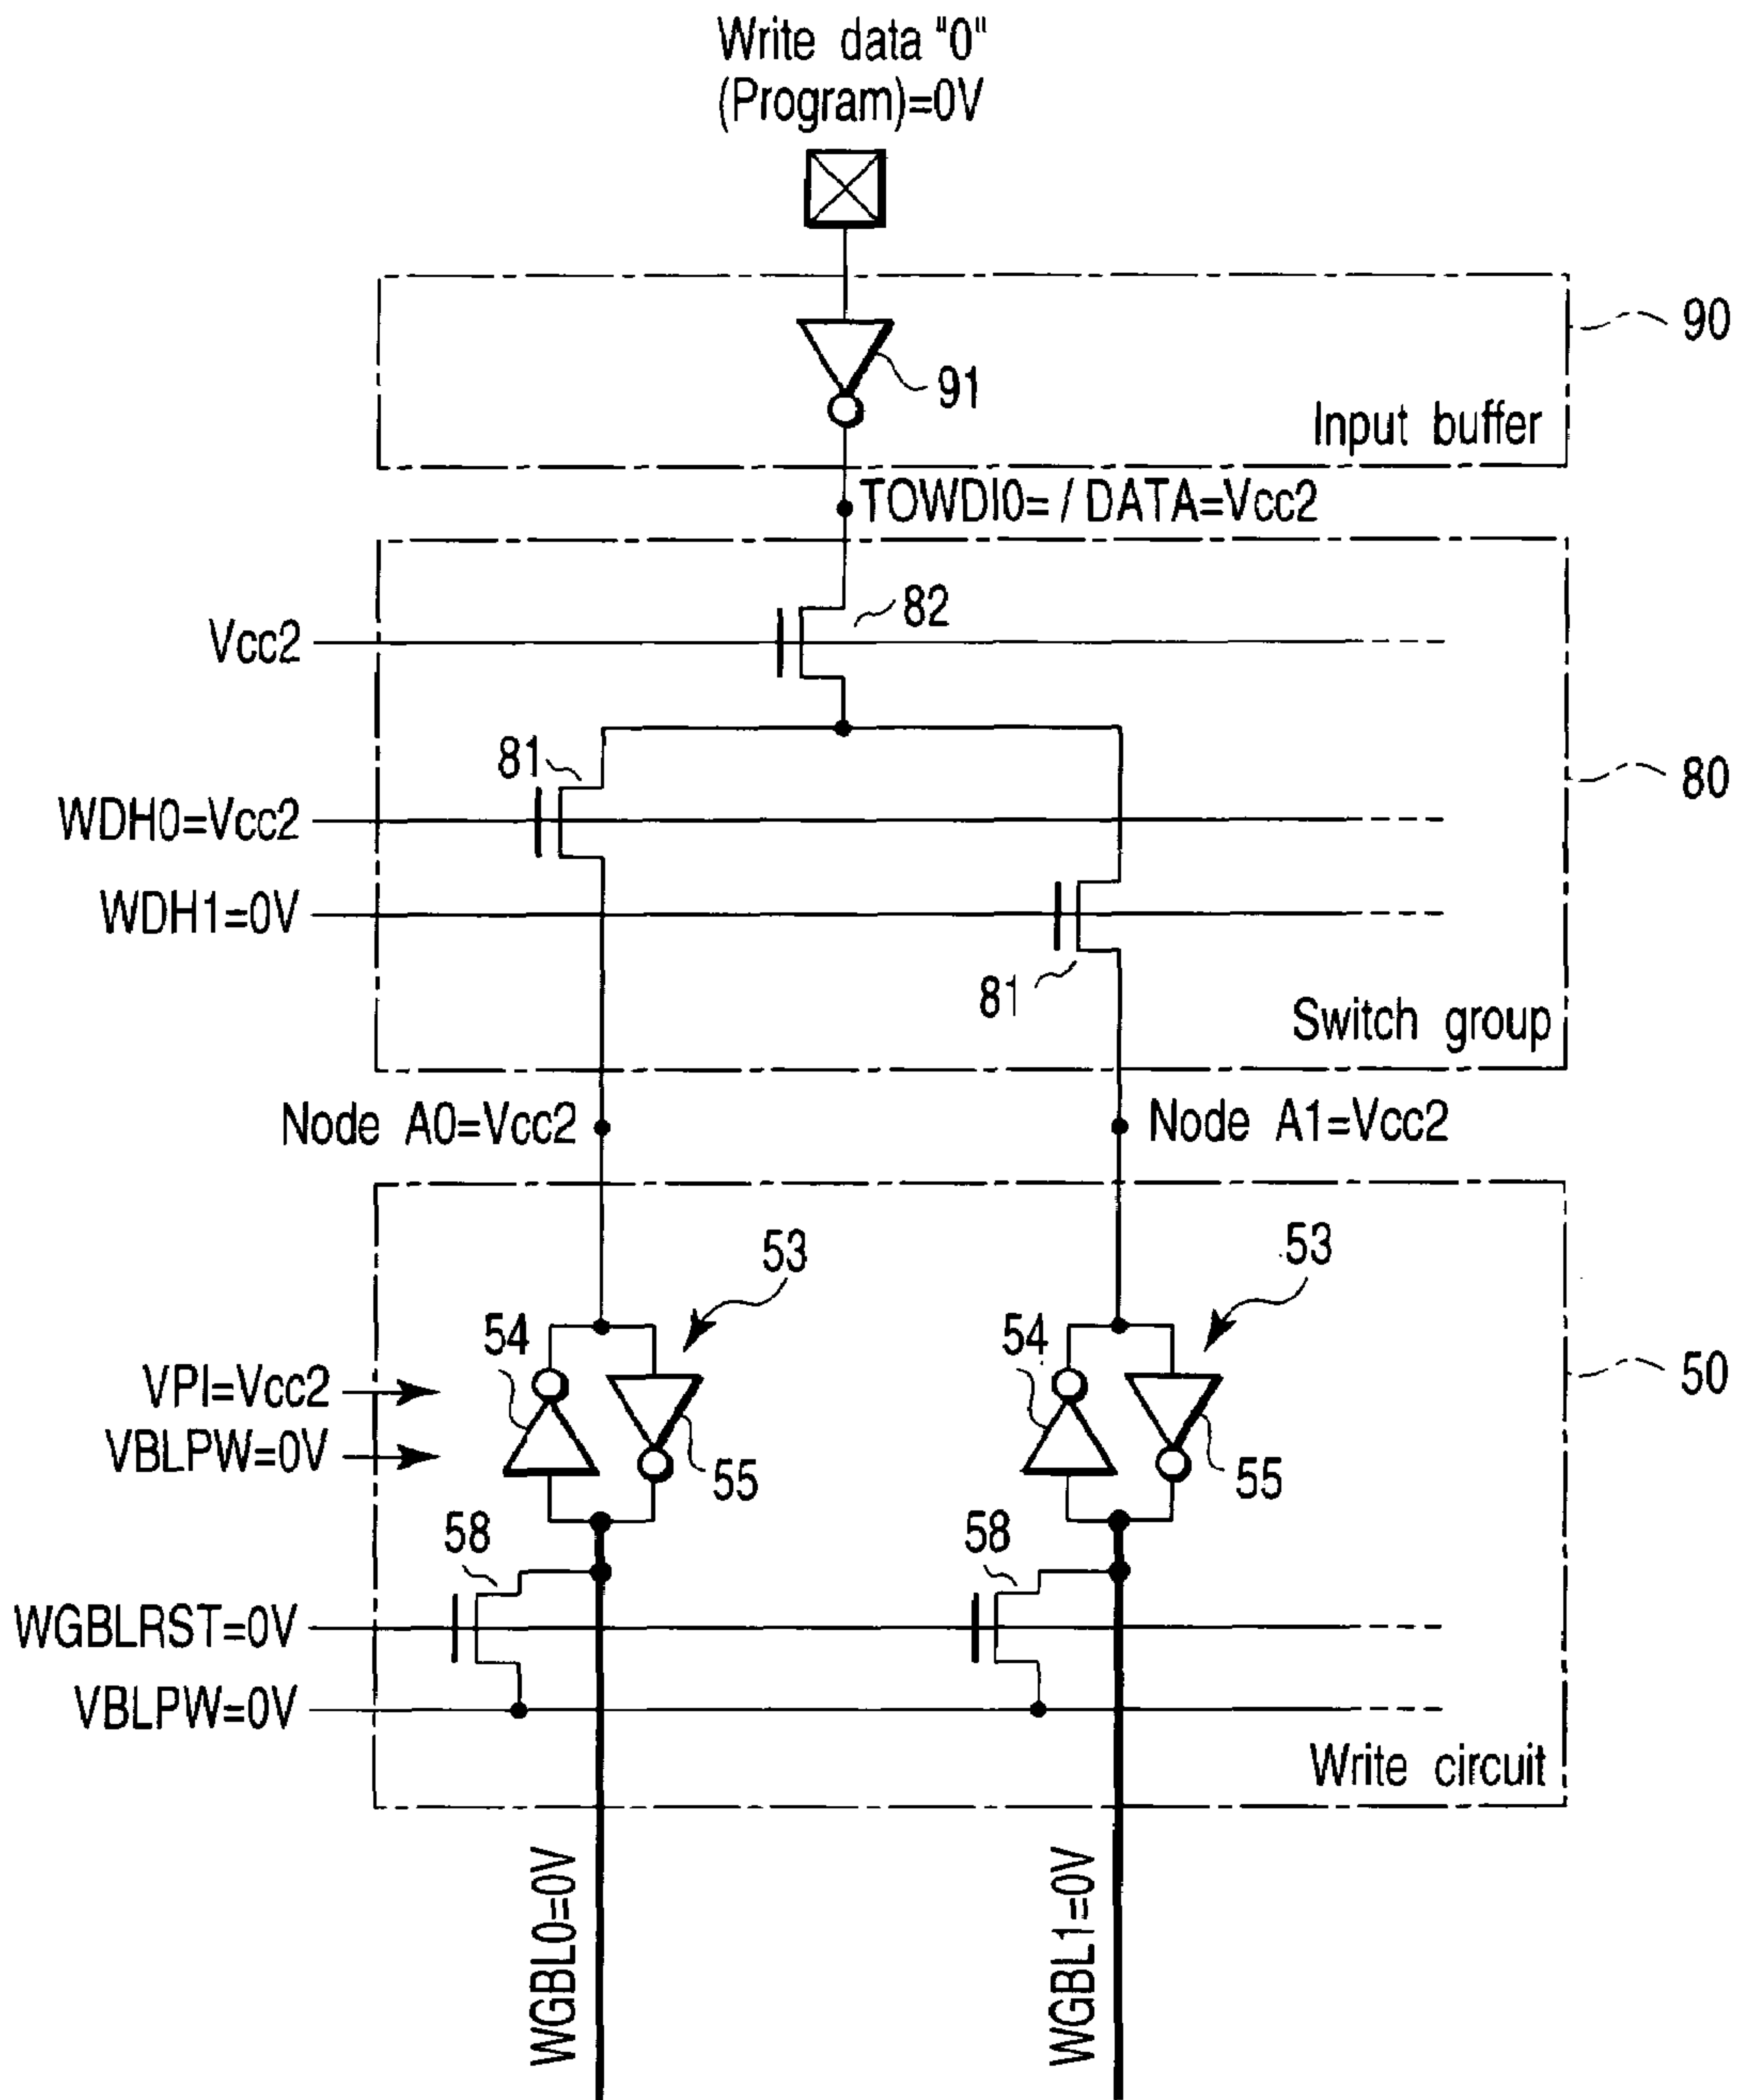 Write data "0"
(Program)=0V
90
91
Input buffer
TOWDI0= / DATA=Vcc2
82
Vcc2
81
80
WDH0=Vcc2
WDH1=0V
81
Switch group
Node A0=Vcc2
Node A1=Vcc2
53
53
54
54
50
VPI=Vcc2
VBLPW=0V
55
55
58
58
WGBLRST=0V
VBLPW=0V
Write circuit
WGBL0=0V
WGBL1=0V